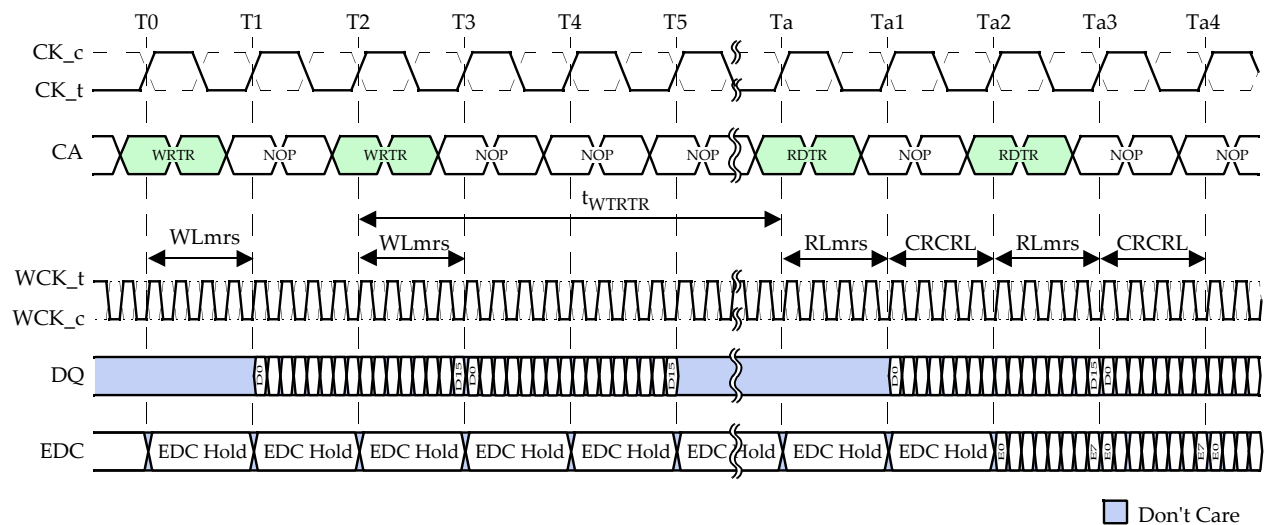 T0 T1 T2 T3 T4 T5 Ta Ta1 Ta2 Ta3 Ta4
CK_c
CK_t
CA WRTR NOP WRTR NOP NOP NOP RDTR NOP RDTR NOP NOP
tWTRTR
WLmrs WLmrs RLmrs CRCRL RLmrs CRCRL
WCK_t
WCK_c
DQ D0 D15 D0 D15 D0 D15 D0
EDC EDC Hold EDC Hold EDC Hold EDC Hold EDC Hold EDC Hold EDC Hold EDC Hold E0 E7 E0 E7 E0
Don't Care